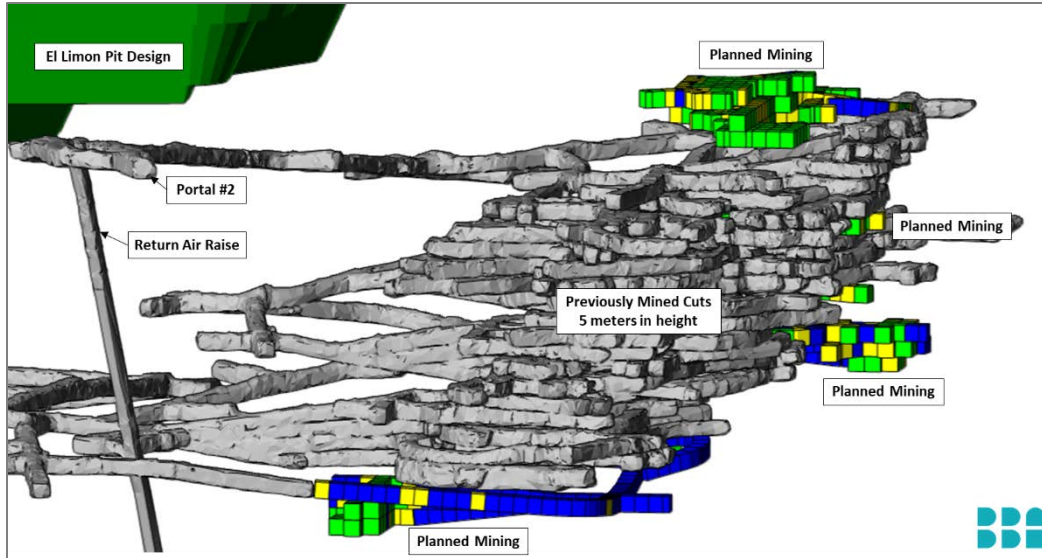 El Limon Pit Design
Planned Mining
Portal #2
Return Air Raise
Planned Mining
Previously Mined Cuts
5 meters in height
Planned Mining
Planned Mining
BBA